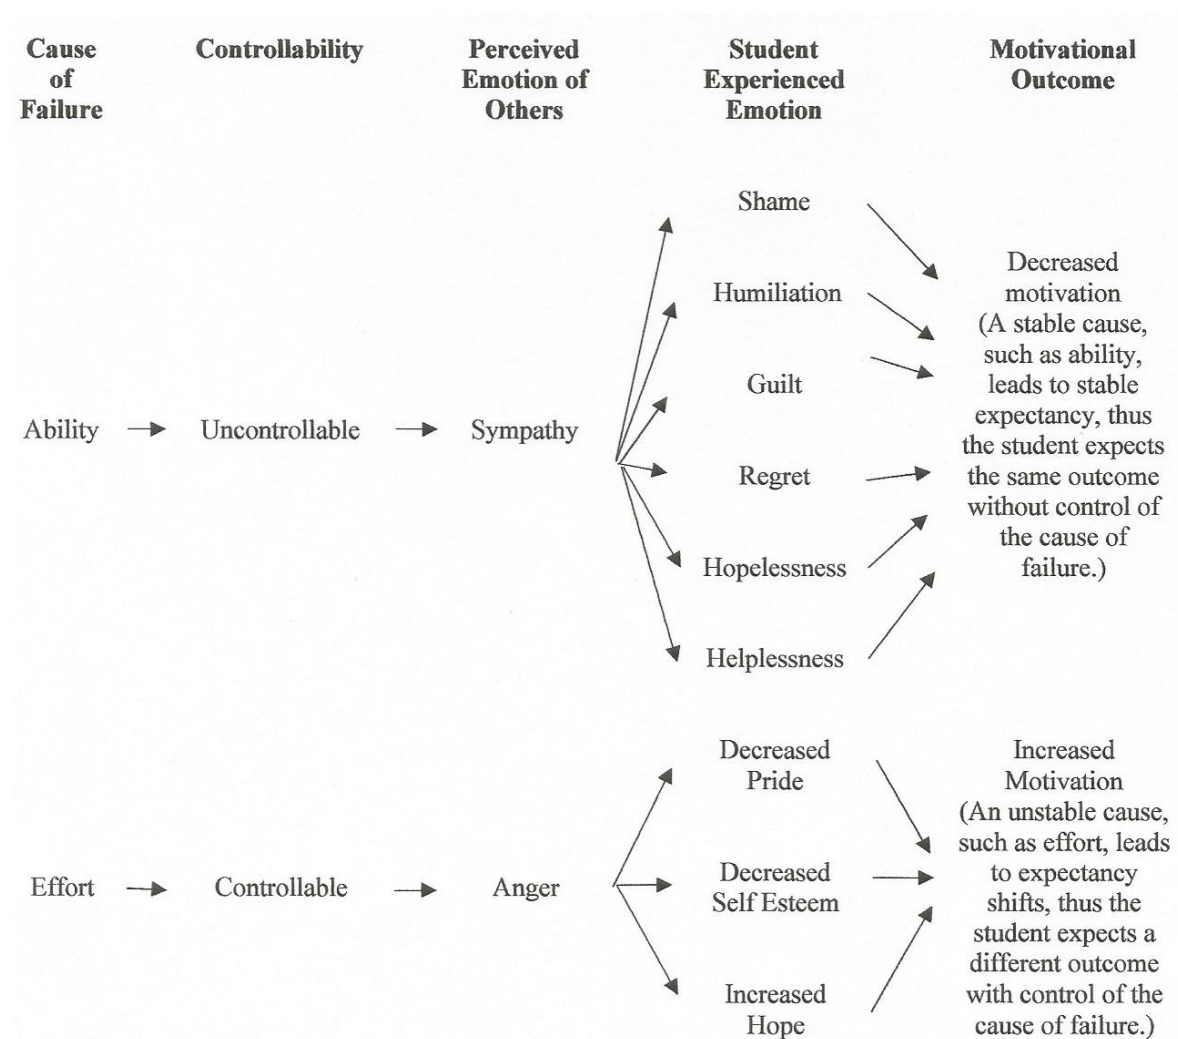 Cause
of
Failure
Controllability
Perceived
Emotion of
Others
Student
Experienced
Emotion
Motivational
Outcome
Ability
Uncontrollable
Sympathy
Shame
Humiliation
Guilt
Regret
Hopelessness
Helplessness
Decreased
motivation
(A stable cause,
such as ability,
leads to stable
expectancy, thus
the student expects
the same outcome
without control of
the cause of
failure.)
Effort
Controllable
Anger
Decreased
Pride
Decreased
Self Esteem
Increased
Hope
Increased
Motivation
(An unstable cause,
such as effort, leads
to expectancy
shifts, thus the
student expects a
different outcome
with control of the
cause of failure.)